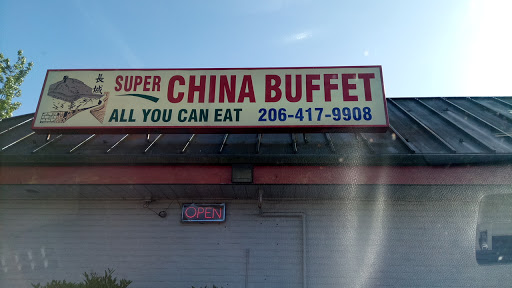 長城
SUPER CHINA BUFFET
ALL YOU CAN EAT 206-417-9908
OPEN